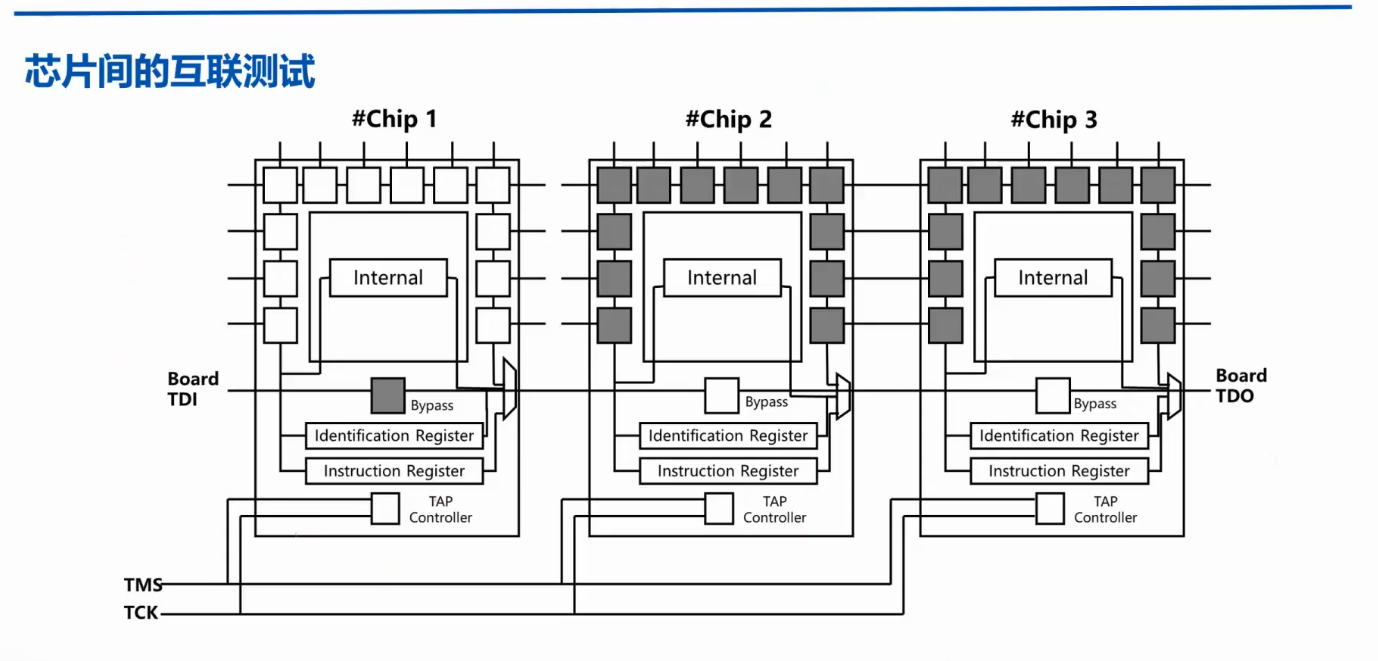 芯片间的互联测试
#Chip 1
#Chip 2
#Chip 3
Internal
Internal
Internal
Board
TDI
Bypass
Bypass
Bypass
Board
TDO
Identification Register
Identification Register
Identification Register
Instruction Register
Instruction Register
Instruction Register
TAP
Controller
TAP
Controller
TAP
Controller
TMS
TCK